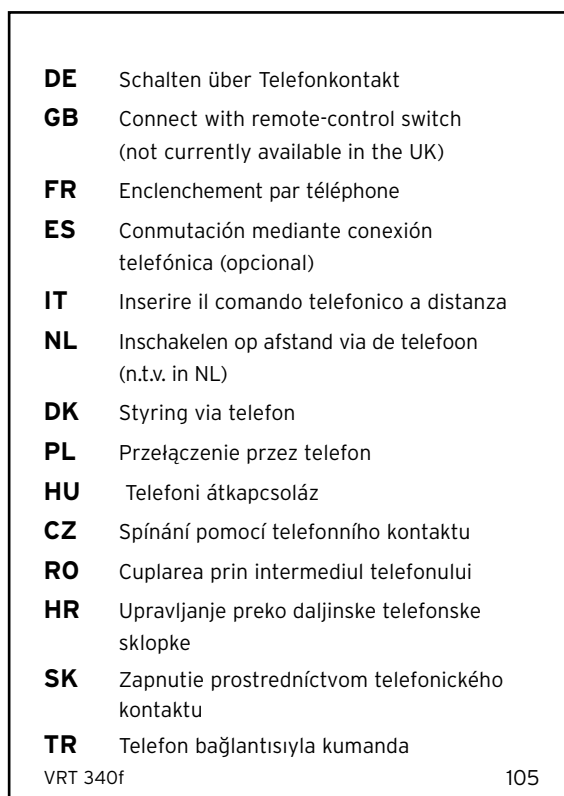 DE Schalten über Telefonkontakt
GB Connect with remote-control switch
(not currently available in the UK)
FR Enclenchement par téléphone
ES Conmutación mediante conexión
telefónica (opcional)
IT Inserire il comando telefonico a distanza
NL Inschakelen op afstand via de telefoon
(n.t.v. in NL)
DK Styring via telefon
PL Przełączenie przez telefon
HU Telefoni átkapcsoláz
CZ Spínání pomocí telefonního kontaktu
RO Cuplarea prin intermediul telefonului
HR Upravljanje preko daljinske telefonske
sklopke
SK Zapnutie prostredníctvom telefonického
kontaktu
TR Telefon bağlantısıyla kumanda
VRT 340f 105